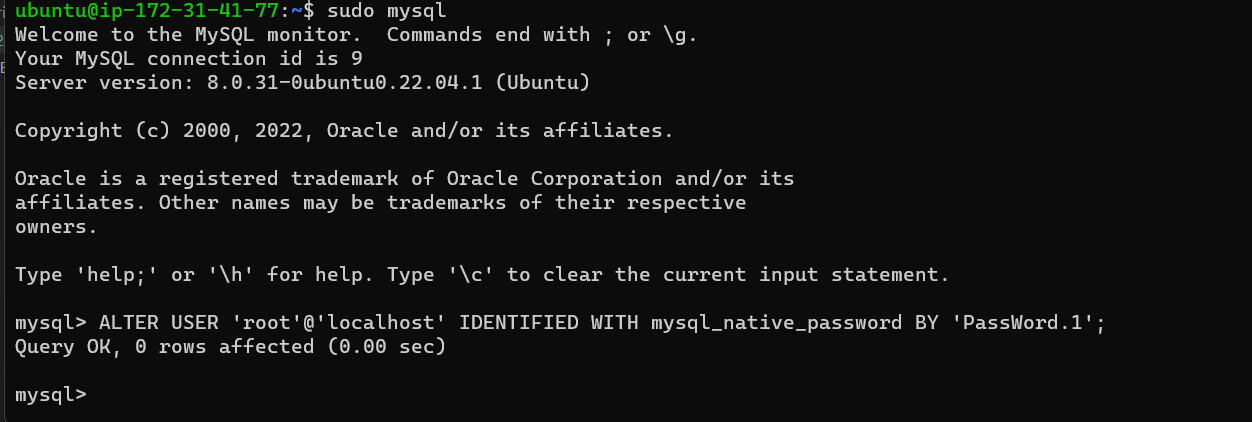 ubuntu@ip-172-31-41-77:~$ sudo mysql
Welcome to the MySQL monitor.  Commands end with ; or \g.
Your MySQL connection id is 9
Server version: 8.0.31-0ubuntu0.22.04.1 (Ubuntu)
Copyright (c) 2000, 2022, Oracle and/or its affiliates.
Oracle is a registered trademark of Oracle Corporation and/or its
affiliates. Other names may be trademarks of their respective
owners.
Type 'help;' or '\h' for help. Type '\c' to clear the current input statement.
mysql> ALTER USER 'root'@'localhost' IDENTIFIED WITH mysql_native_password BY 'PassWord.1';
Query OK, 0 rows affected (0.00 sec)
mysql>